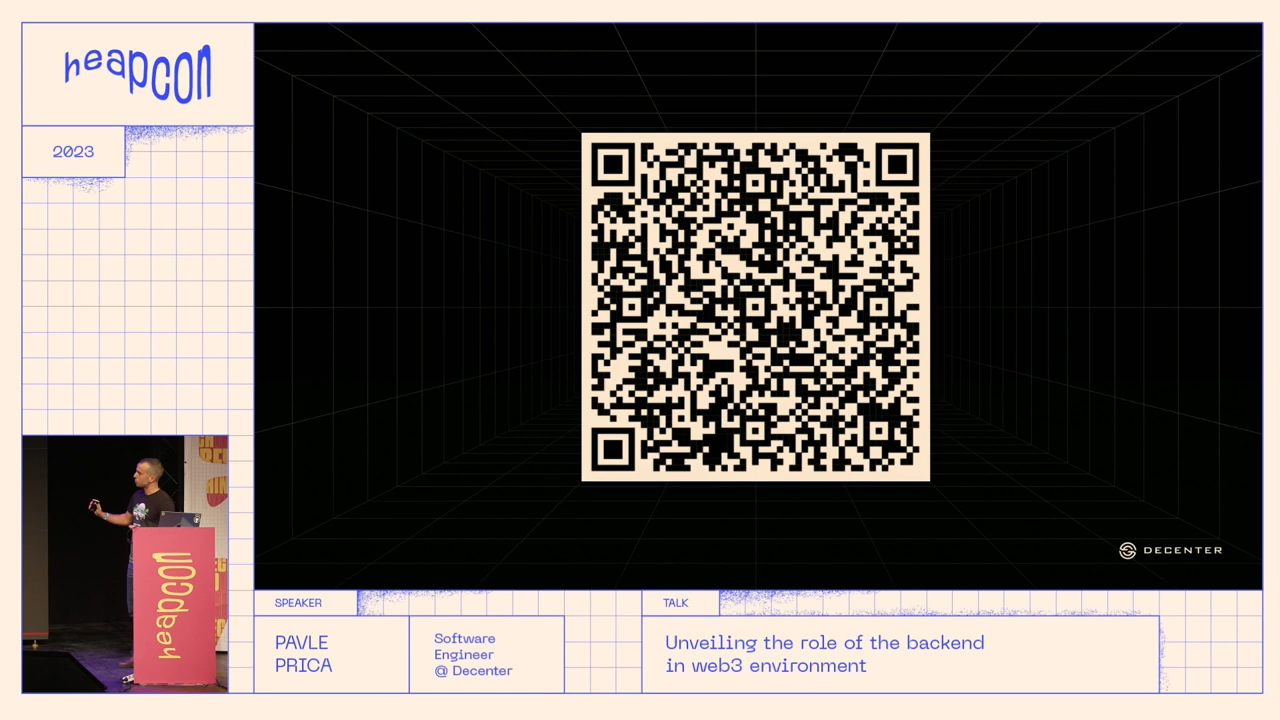 heapcon
2023
DECENTER
heapcon
SPEAKER
PAVLE
PRICA
Software
Engineer
@ Decenter
TALK
Unveiling the role of the backend
in web3 environment